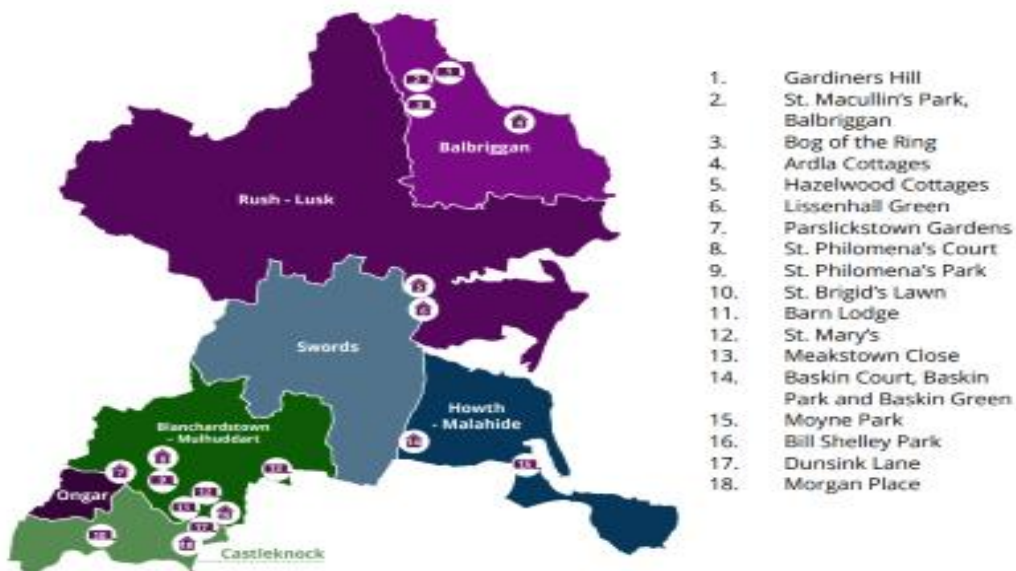 Balbriggan
Rush - Lusk
Swords
Howth
- Malahide
Blanchardstown
- Mulhuddart
Ongar
Castleknock
1. Gardiners Hill
2. St. Macullin's Park,
Balbriggan
3. Bog of the Ring
4. Ardla Cottages
5. Hazelwood Cottages
6. Lissenhall Green
7. Parslickstown Gardens
8. St. Philomena's Court
9. St. Philomena's Park
10. St. Brigid's Lawn
11. Barn Lodge
12. St. Mary's
13. Meakstown Close
14. Baskin Court, Baskin
Park and Baskin Green
15. Moyne Park
16. Bill Shelley Park
17. Dunsink Lane
18. Morgan Place